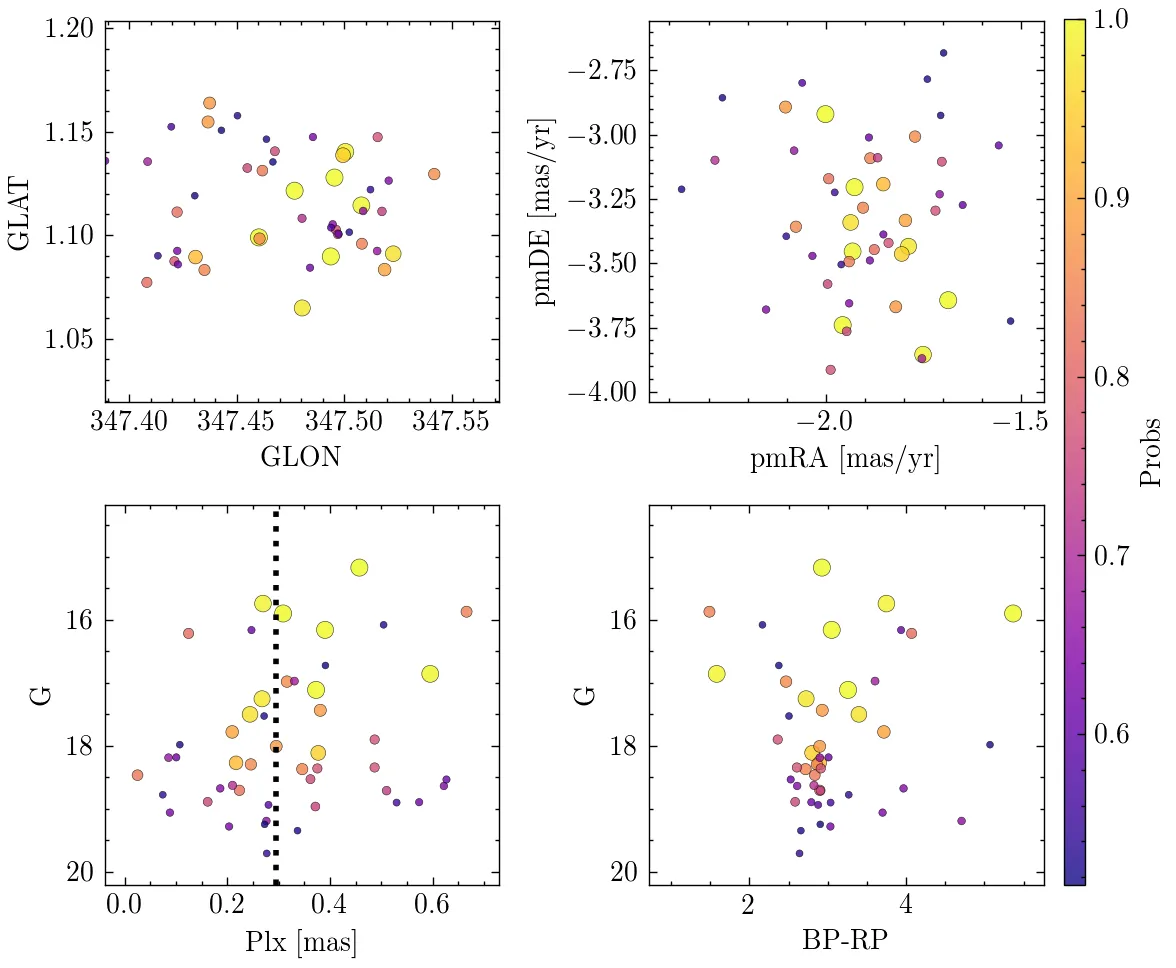 1.20
1.15
1.10
1.05
GLAT
347.40 347.45 347.50 347.55
GLON
−2.75
−3.00
−3.25
−3.50
−3.75
−4.00
pmDE [mas/yr]
−2.0 −1.5
pmRA [mas/yr]
1.0
0.9
0.8
0.7
0.6
Probs
16
18
20
G
0.0 0.2 0.4 0.6
Plx [mas]
16
18
20
G
2 4
BP-RP